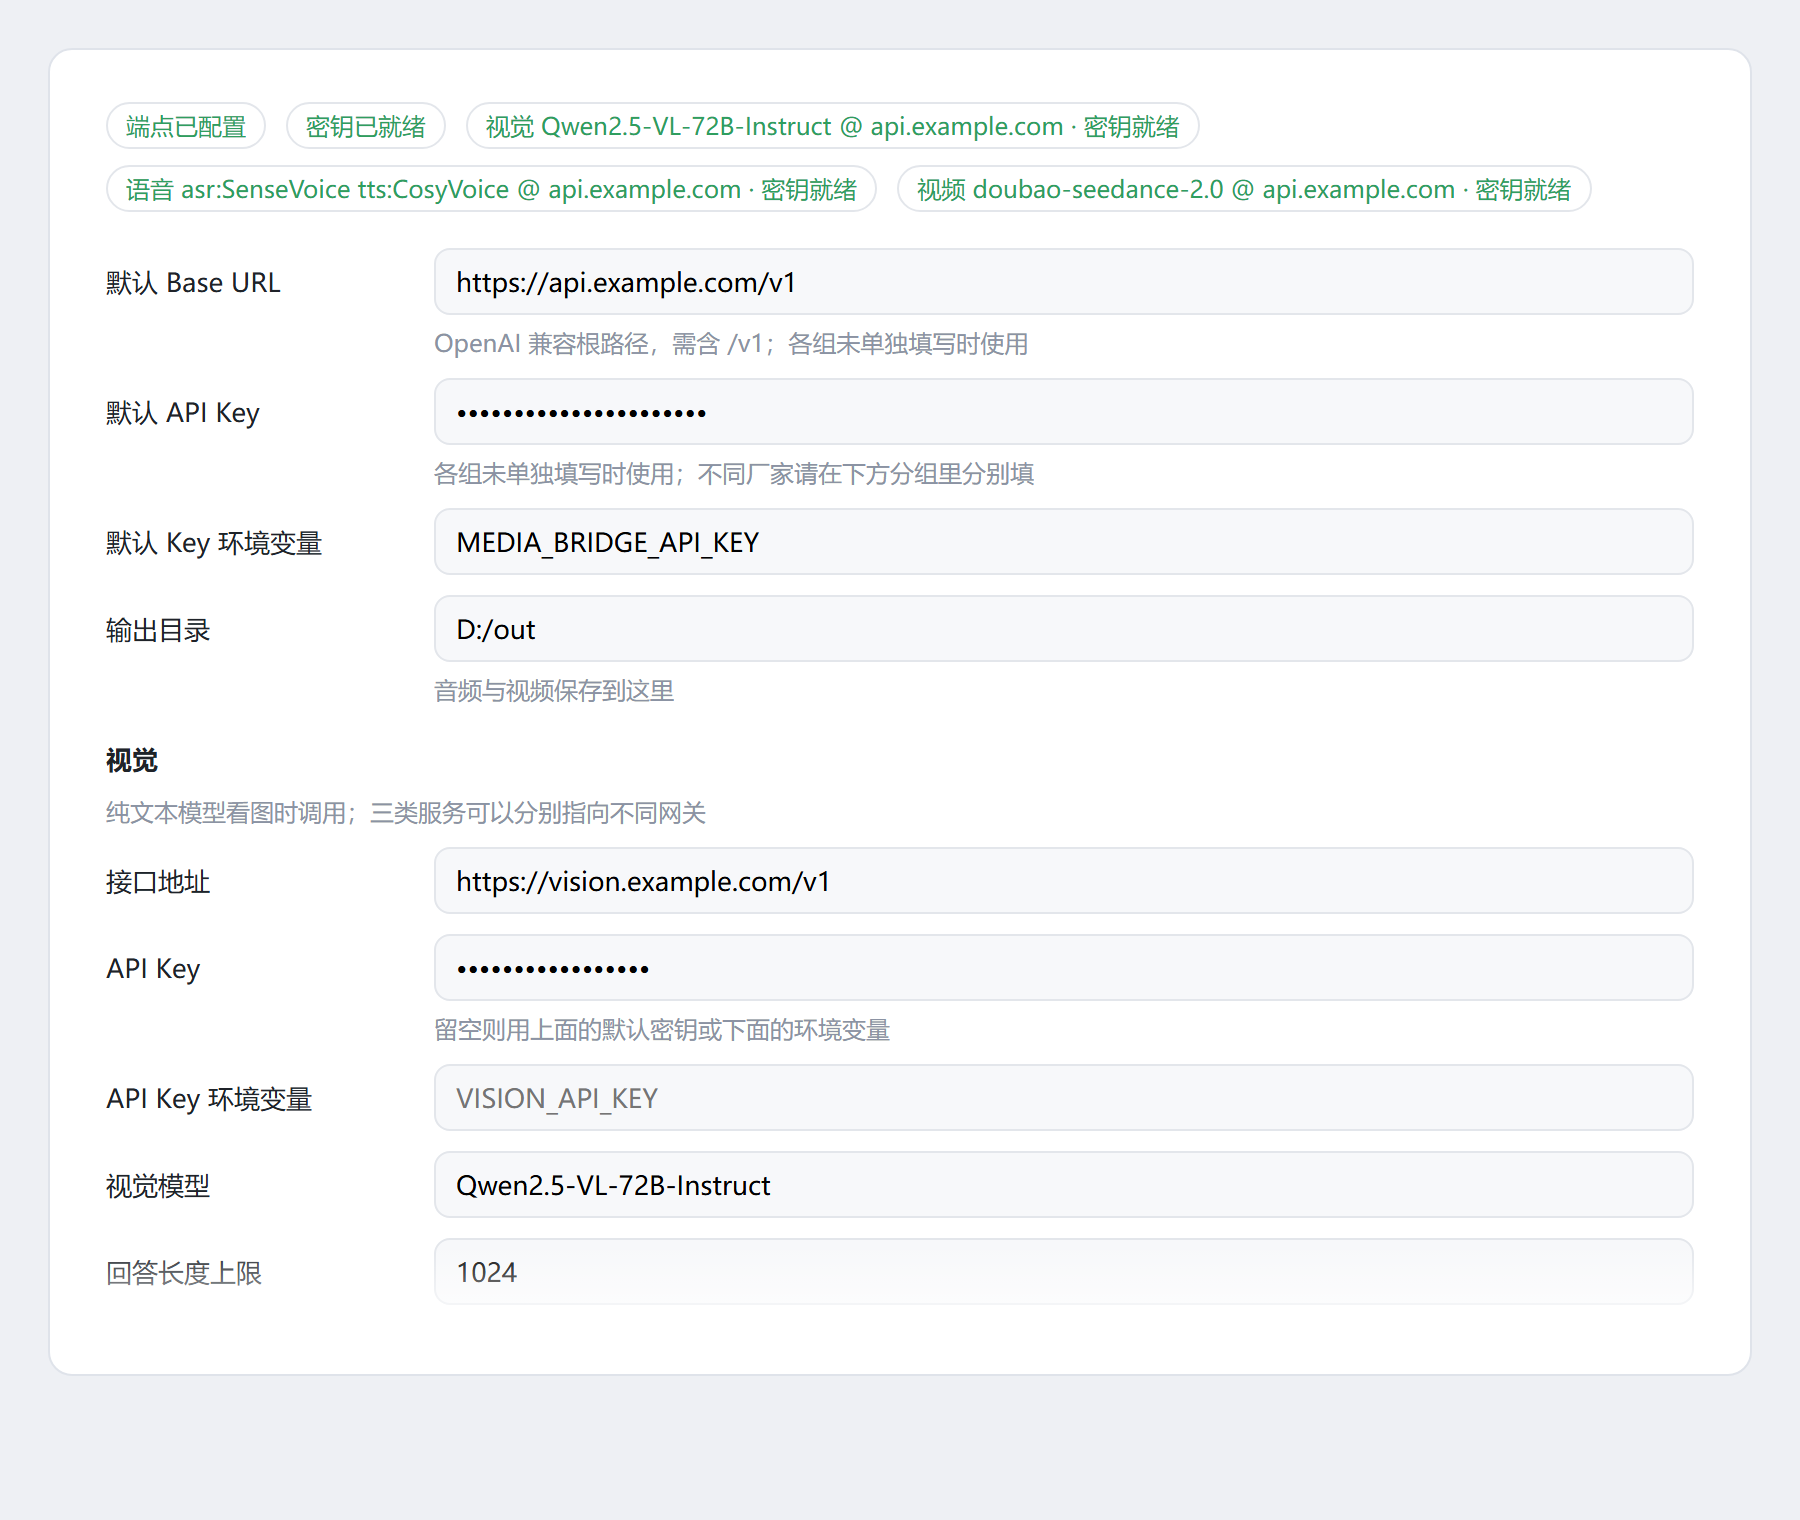 端点已配置 密钥已就绪 视觉 Qwen2.5-VL-72B-Instruct @ api.example.com · 密钥就绪
语音 asr:SenseVoice tts:CosyVoice @ api.example.com · 密钥就绪 视频 doubao-seedance-2.0 @ api.example.com · 密钥就绪
默认 Base URL https://api.example.com/v1
OpenAI 兼容根路径，需含 /v1；各组未单独填写时使用
默认 API Key ••••••••••••••••••••••
各组未单独填写时使用；不同厂家请在下方分组里分别填
默认 Key 环境变量 MEDIA_BRIDGE_API_KEY
输出目录 D:/out
音频与视频保存到这里
视觉
纯文本模型看图时调用；三类服务可以分别指向不同网关
接口地址 https://vision.example.com/v1
API Key •••••••••••••••••
留空则用上面的默认密钥或下面的环境变量
API Key 环境变量 VISION_API_KEY
视觉模型 Qwen2.5-VL-72B-Instruct
回答长度上限 1024